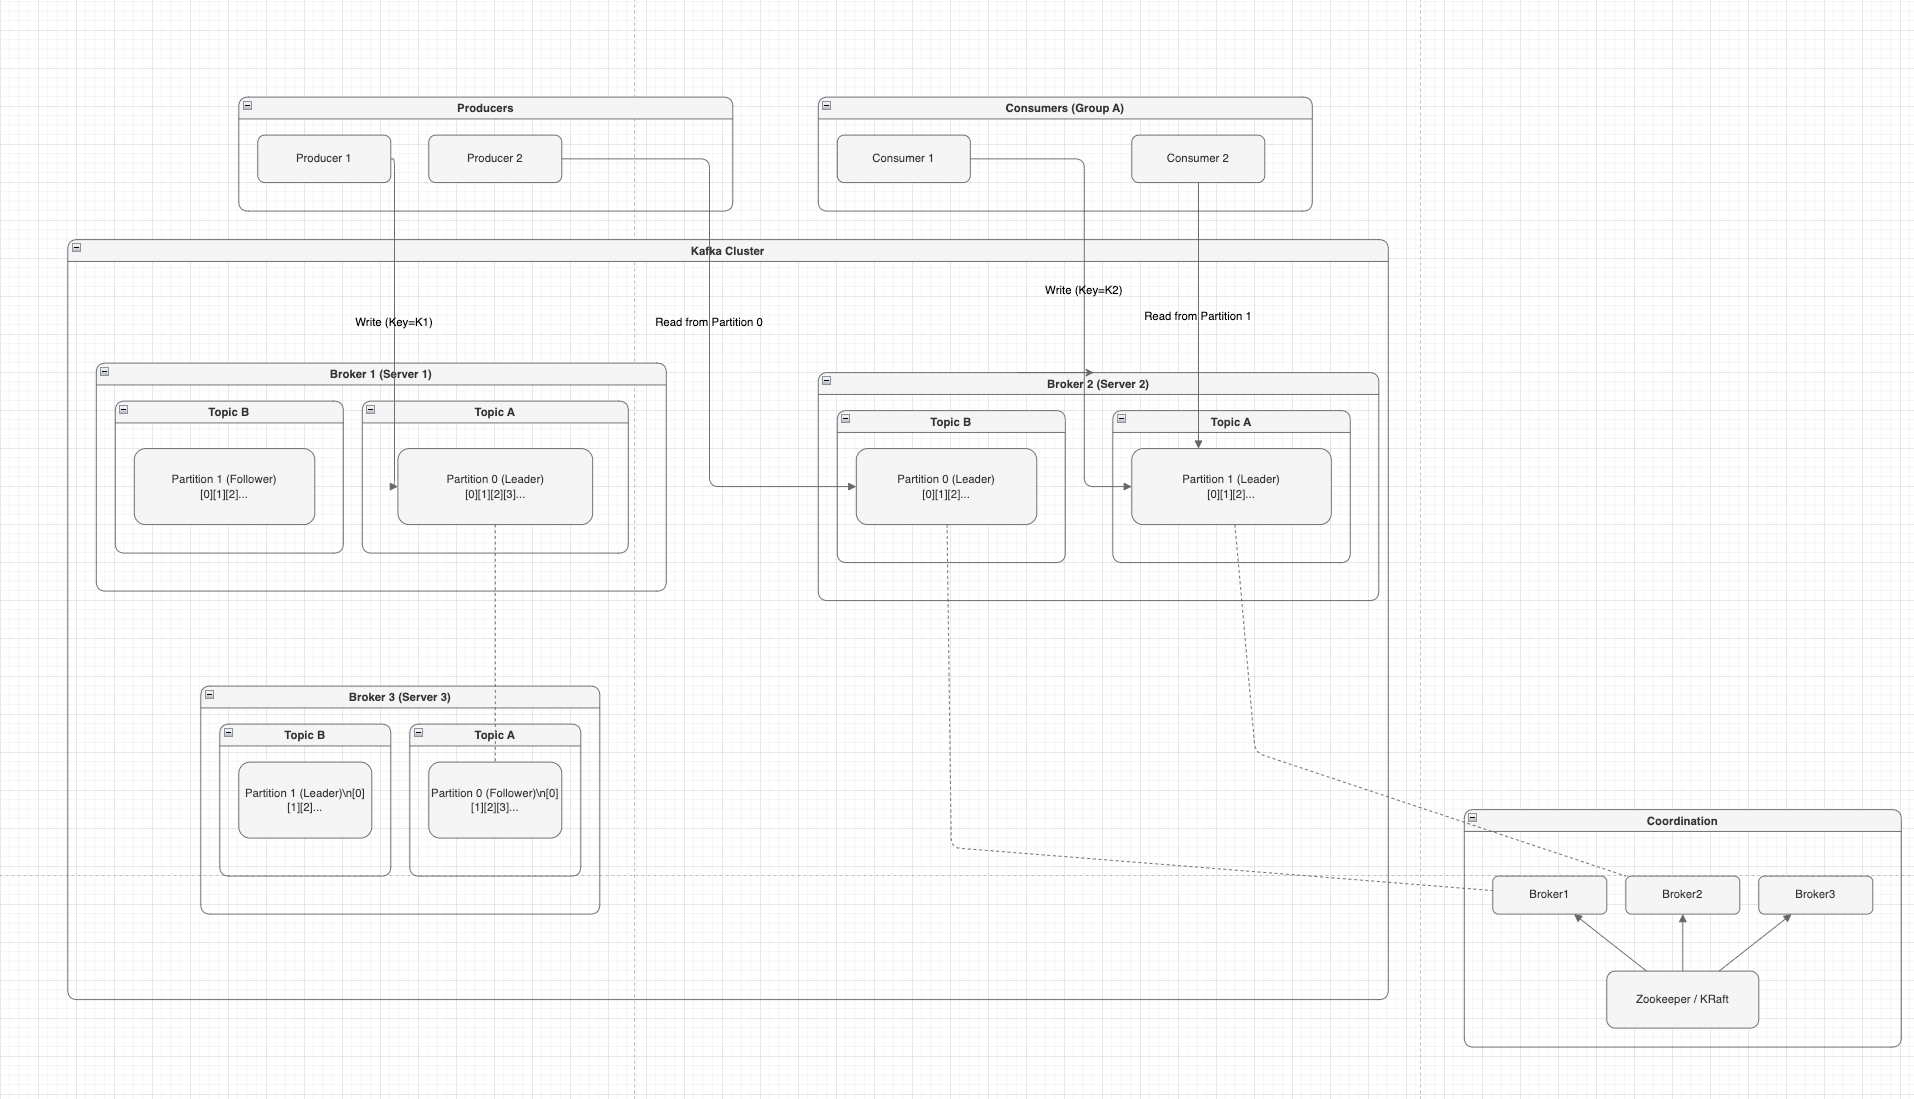 Producers
Producer 1
Producer 2
Consumers (Group A)
Consumer 1
Consumer 2
Kafka Cluster
Write (Key=K1)
Read from Partition 0
Write (Key=K2)
Read from Partition 1
Broker 1 (Server 1)
Topic B
Partition 1 (Follower)
[0][1][2]...
Topic A
Partition 0 (Leader)
[0][1][2][3]...
Broker 2 (Server 2)
Topic B
Partition 0 (Leader)
[0][1][2]...
Topic A
Partition 1 (Leader)
[0][1][2]...
Broker 3 (Server 3)
Topic B
Partition 1 (Leader)\n[0]
[1][2]...
Topic A
Partition 0 (Follower)\n[0]
[1][2][3]...
Coordination
Broker1
Broker2
Broker3
Zookeeper / KRaft